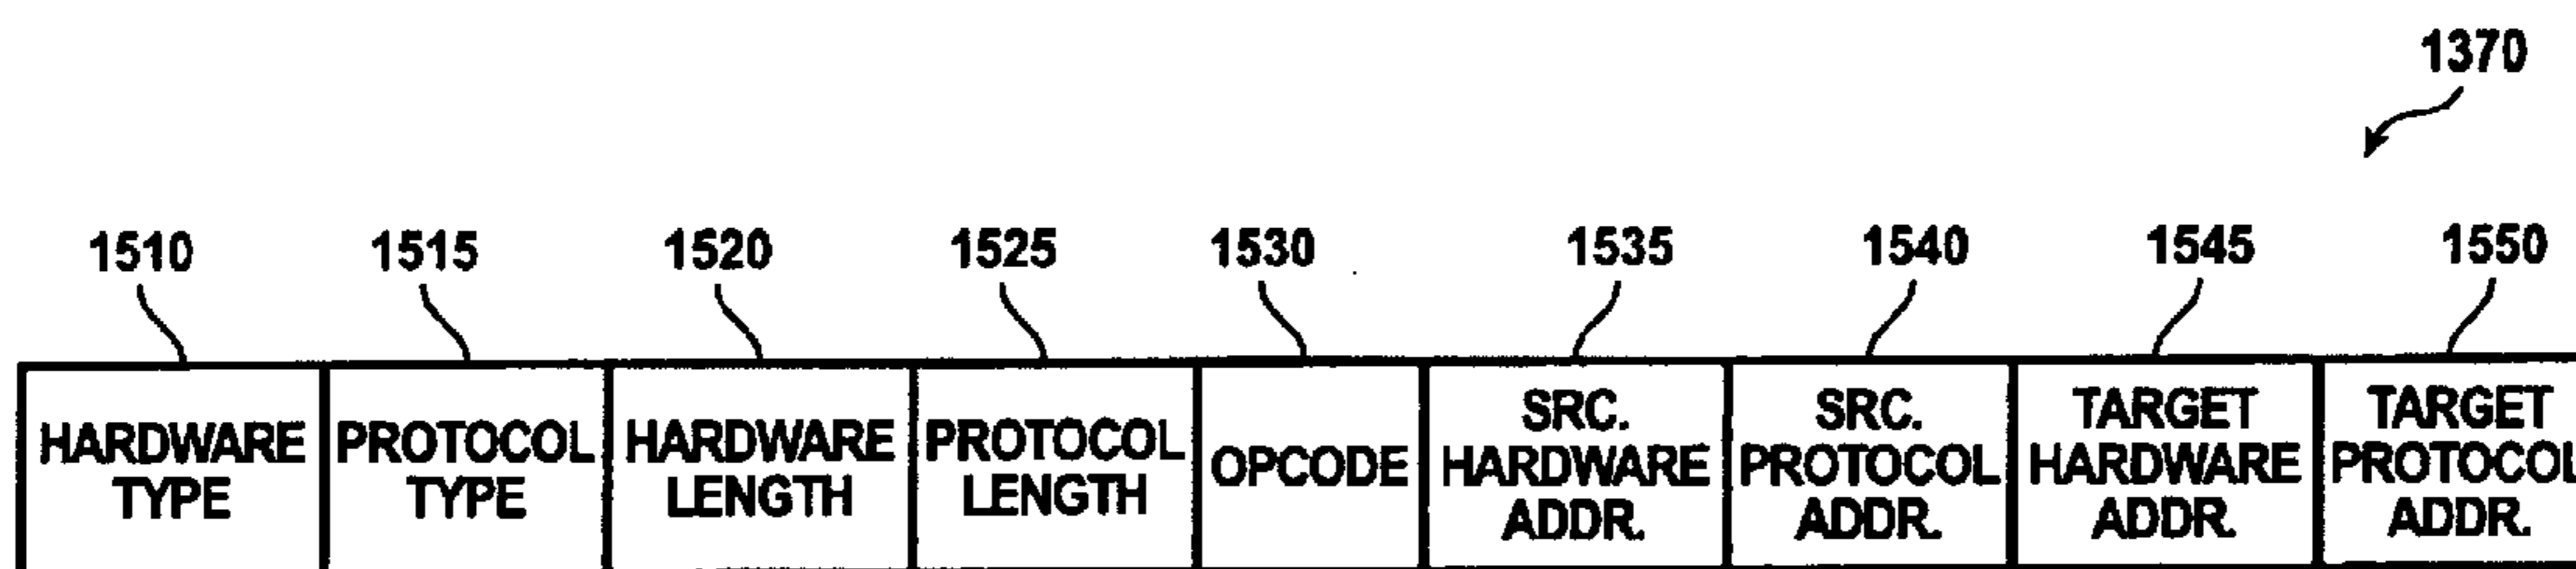 1370
1510 1515 1520 1525 1530 1535 1540 1545 1550
HARDWARE
TYPE
PROTOCOL
TYPE
HARDWARE
LENGTH
PROTOCOL
LENGTH
OPCODE
SRC.
HARDWARE
ADDR.
SRC.
PROTOCOL
ADDR.
TARGET
HARDWARE
ADDR.
TARGET
PROTOCOL
ADDR.